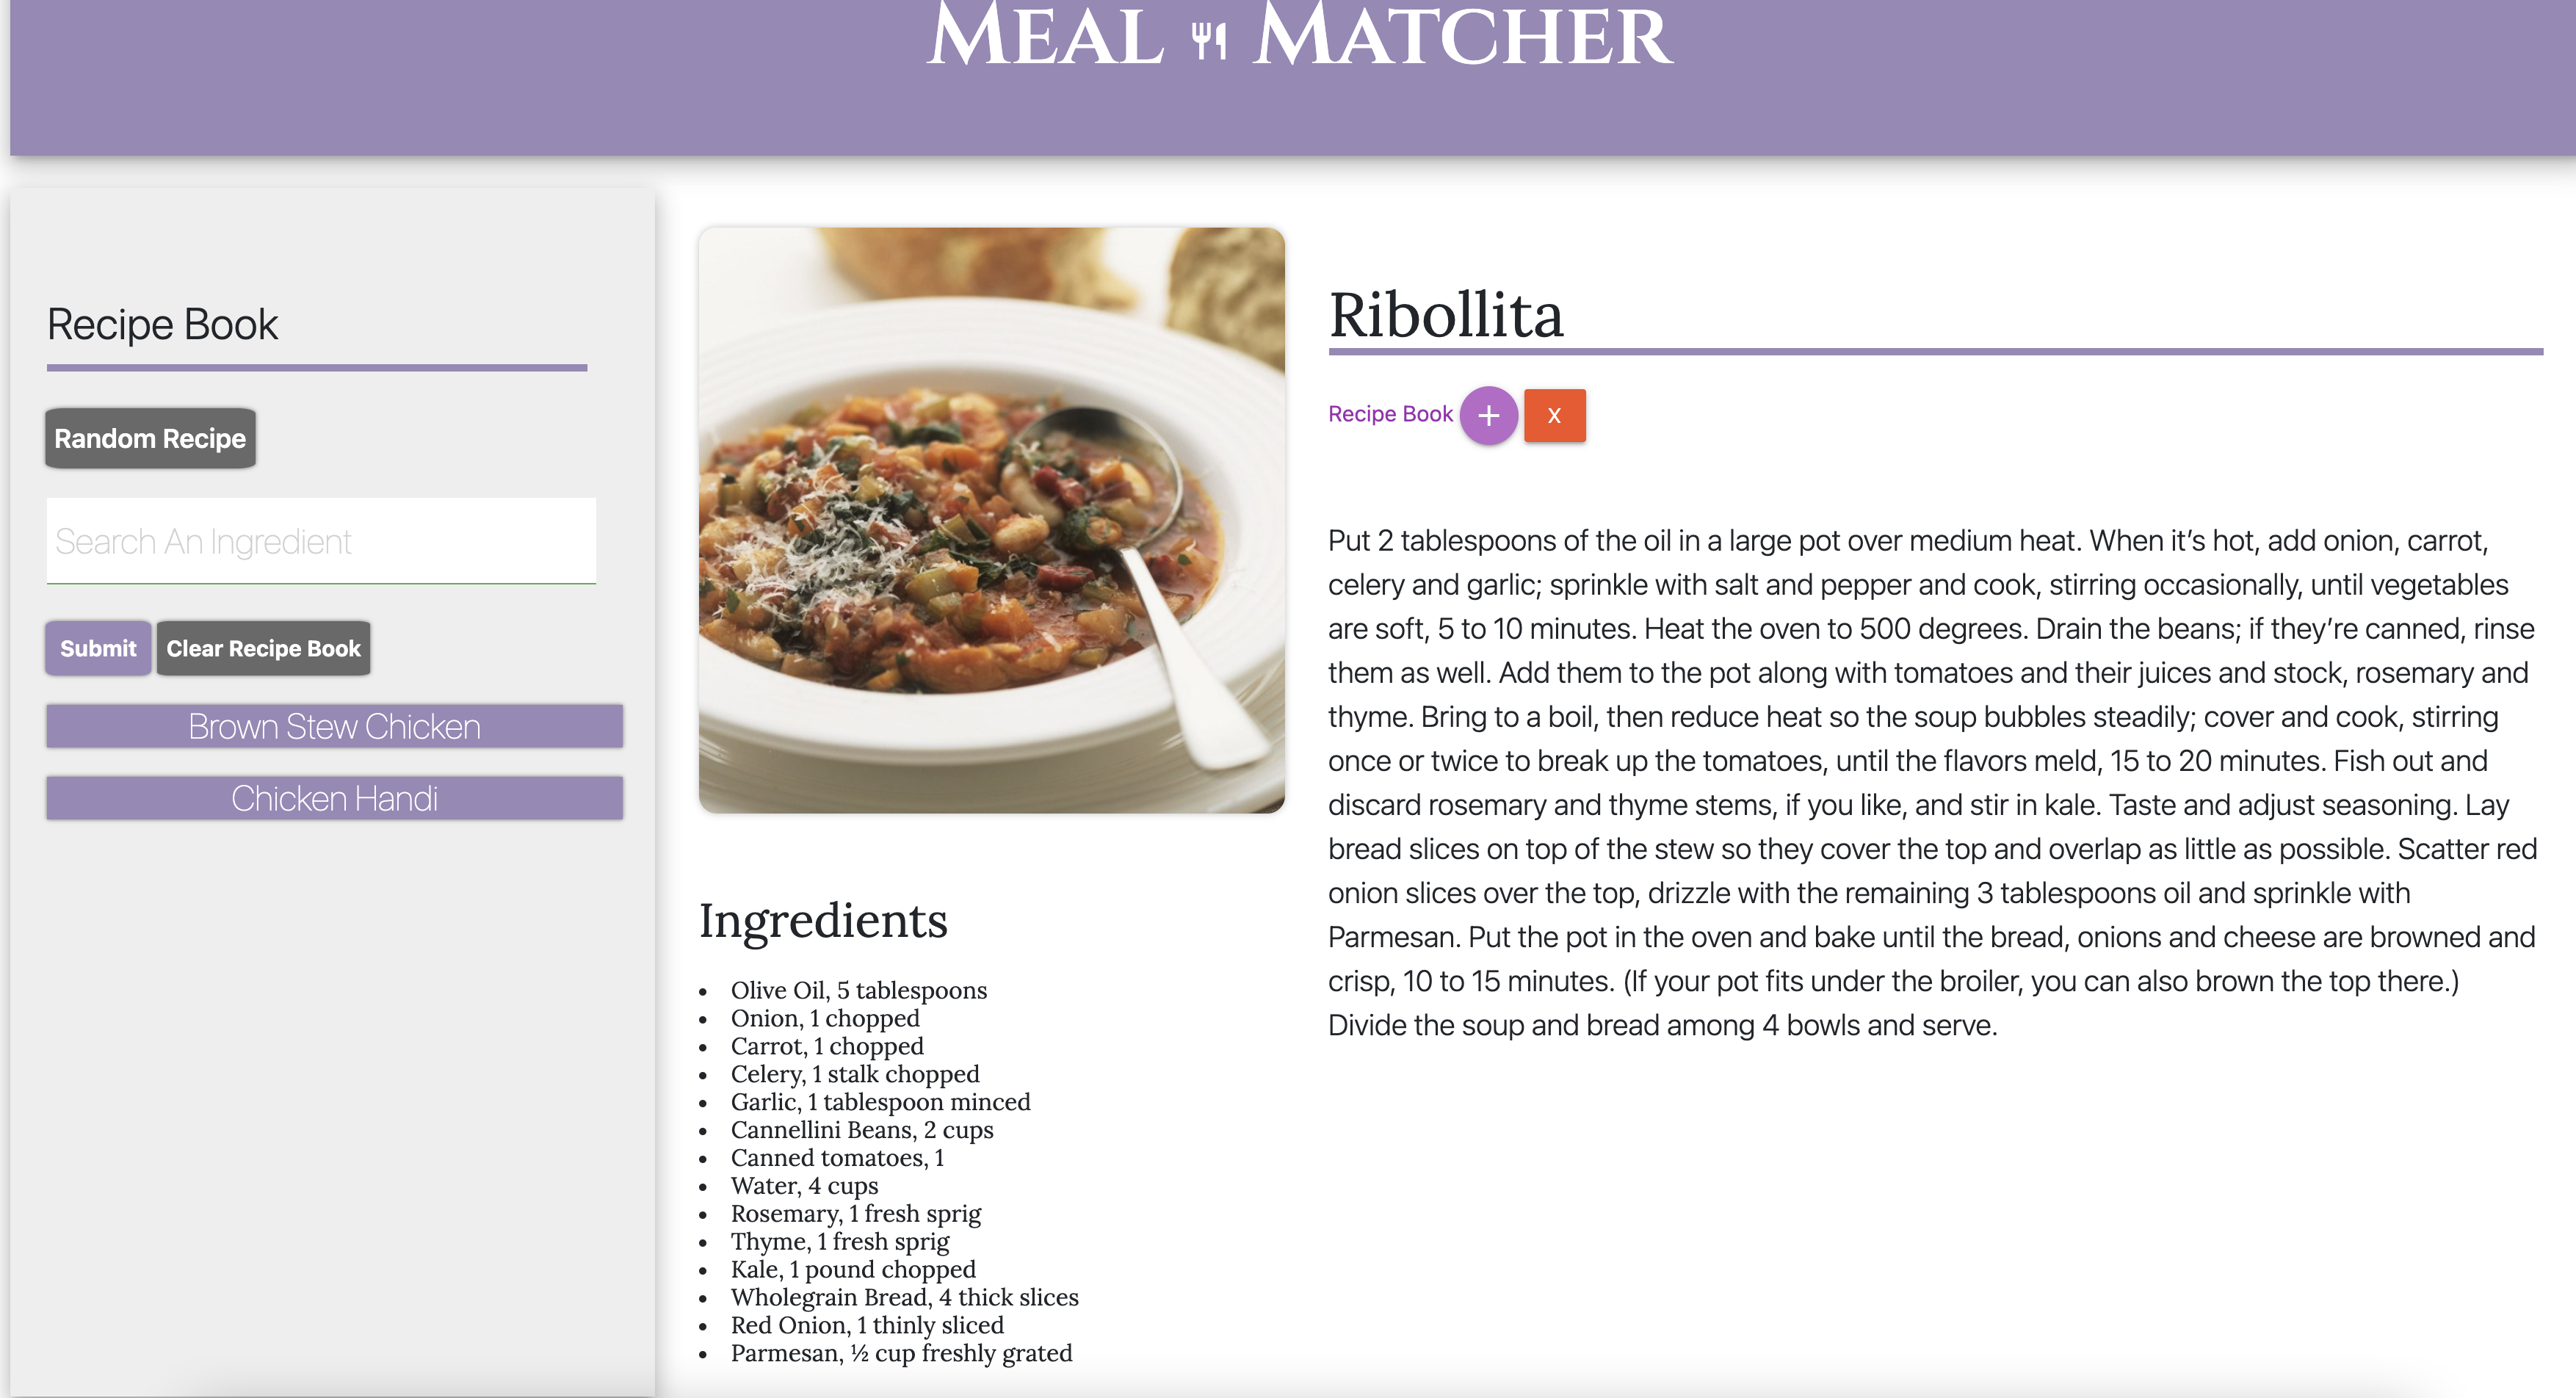 MEAL MATCHER
Recipe Book
Random Recipe
Search An Ingredient
Submit Clear Recipe Book
Brown Stew Chicken
Chicken Handi
Ribollita
Recipe Book + X
Put 2 tablespoons of the oil in a large pot over medium heat. When it’s hot, add onion, carrot,
celery and garlic; sprinkle with salt and pepper and cook, stirring occasionally, until vegetables
are soft, 5 to 10 minutes. Heat the oven to 500 degrees. Drain the beans; if they’re canned, rinse
them as well. Add them to the pot along with tomatoes and their juices and stock, rosemary and
thyme. Bring to a boil, then reduce heat so the soup bubbles steadily; cover and cook, stirring
once or twice to break up the tomatoes, until the flavors meld, 15 to 20 minutes. Fish out and
discard rosemary and thyme stems, if you like, and stir in kale. Taste and adjust seasoning. Lay
bread slices on top of the stew so they cover the top and overlap as little as possible. Scatter red
onion slices over the top, drizzle with the remaining 3 tablespoons oil and sprinkle with
Parmesan. Put the pot in the oven and bake until the bread, onions and cheese are browned and
crisp, 10 to 15 minutes. (If your pot fits under the broiler, you can also brown the top there.)
Divide the soup and bread among 4 bowls and serve.
Ingredients
• Olive Oil, 5 tablespoons
• Onion, 1 chopped
• Carrot, 1 chopped
• Celery, 1 stalk chopped
• Garlic, 1 tablespoon minced
• Cannellini Beans, 2 cups
• Canned tomatoes, 1
• Water, 4 cups
• Rosemary, 1 fresh sprig
• Thyme, 1 fresh sprig
• Kale, 1 pound chopped
• Wholegrain Bread, 4 thick slices
• Red Onion, 1 thinly sliced
• Parmesan, ½ cup freshly grated